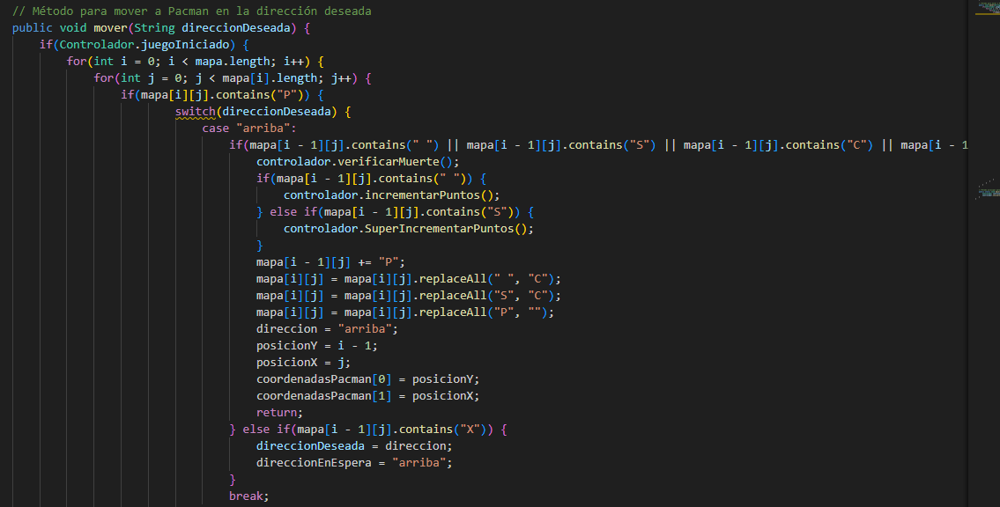 // Método para mover a Pacman en la dirección deseada
public void mover(String direccionDeseada) {
if(Controlador.juegoIniciado) {
for(int i = 0; i < mapa.length; i++) {
for(int j = 0; j < mapa[i].length; j++) {
if(mapa[i][j].contains("P")) {
switch(direccionDeseada) {
case "arriba":
if(mapa[i - 1][j].contains(" ") || mapa[i - 1][j].contains("S") || mapa[i - 1][j].contains("C") || mapa[i - 1
controlador.verificarMuerte();
if(mapa[i - 1][j].contains(" ")) {
controlador.incrementarPuntos();
} else if(mapa[i - 1][j].contains("S")) {
controlador.SuperIncrementarPuntos();
}
mapa[i - 1][j] += "P";
mapa[i][j] = mapa[i][j].replaceAll(" ", "C");
mapa[i][j] = mapa[i][j].replaceAll("S", "C");
mapa[i][j] = mapa[i][j].replaceAll("P", "");
direccion = "arriba";
posicionY = i - 1;
posicionX = j;
coordenadasPacman[0] = posicionY;
coordenadasPacman[1] = posicionX;
return;
} else if(mapa[i - 1][j].contains("X")) {
direccionDeseada = direccion;
direccionEnEspera = "arriba";
}
break;